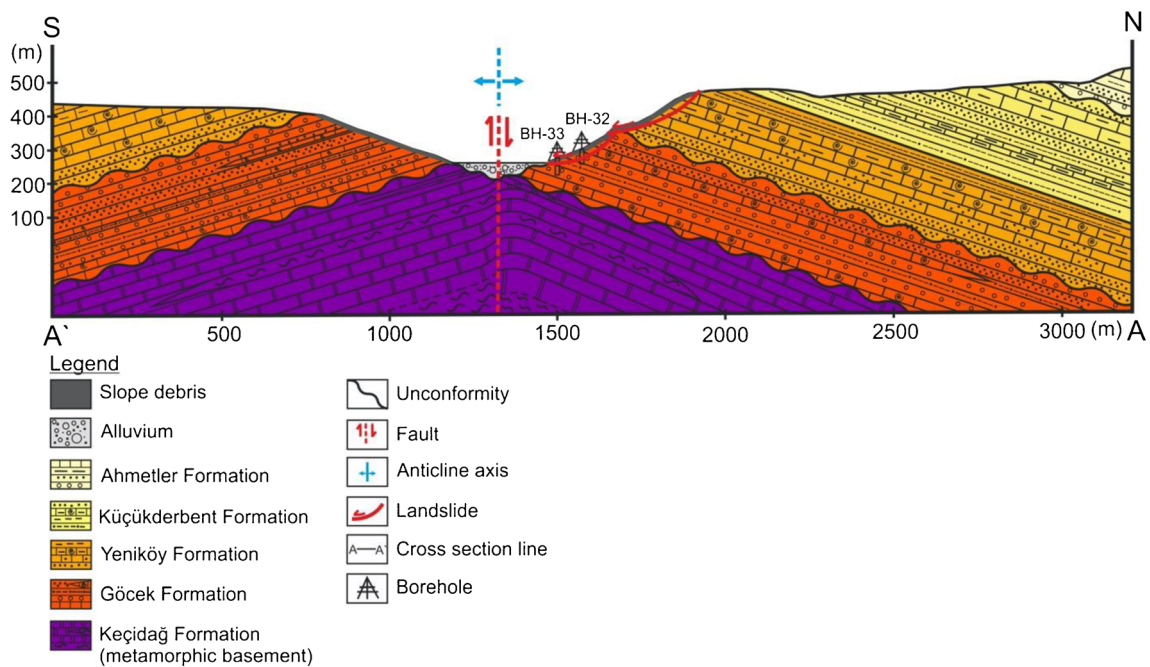 S
N
(m)
500
400
300
200
100
BH-33
BH-32
A`
500
1000
1500
2000
2500
3000 (m)
A
Legend
Slope debris
Alluvium
Ahmetler Formation
Küçükderbent Formation
Yeniköy Formation
Göcek Formation
Keçidağ Formation
(metamorphic basement)
Unconformity
Fault
Anticline axis
Landslide
A—A'
Cross section line
Borehole